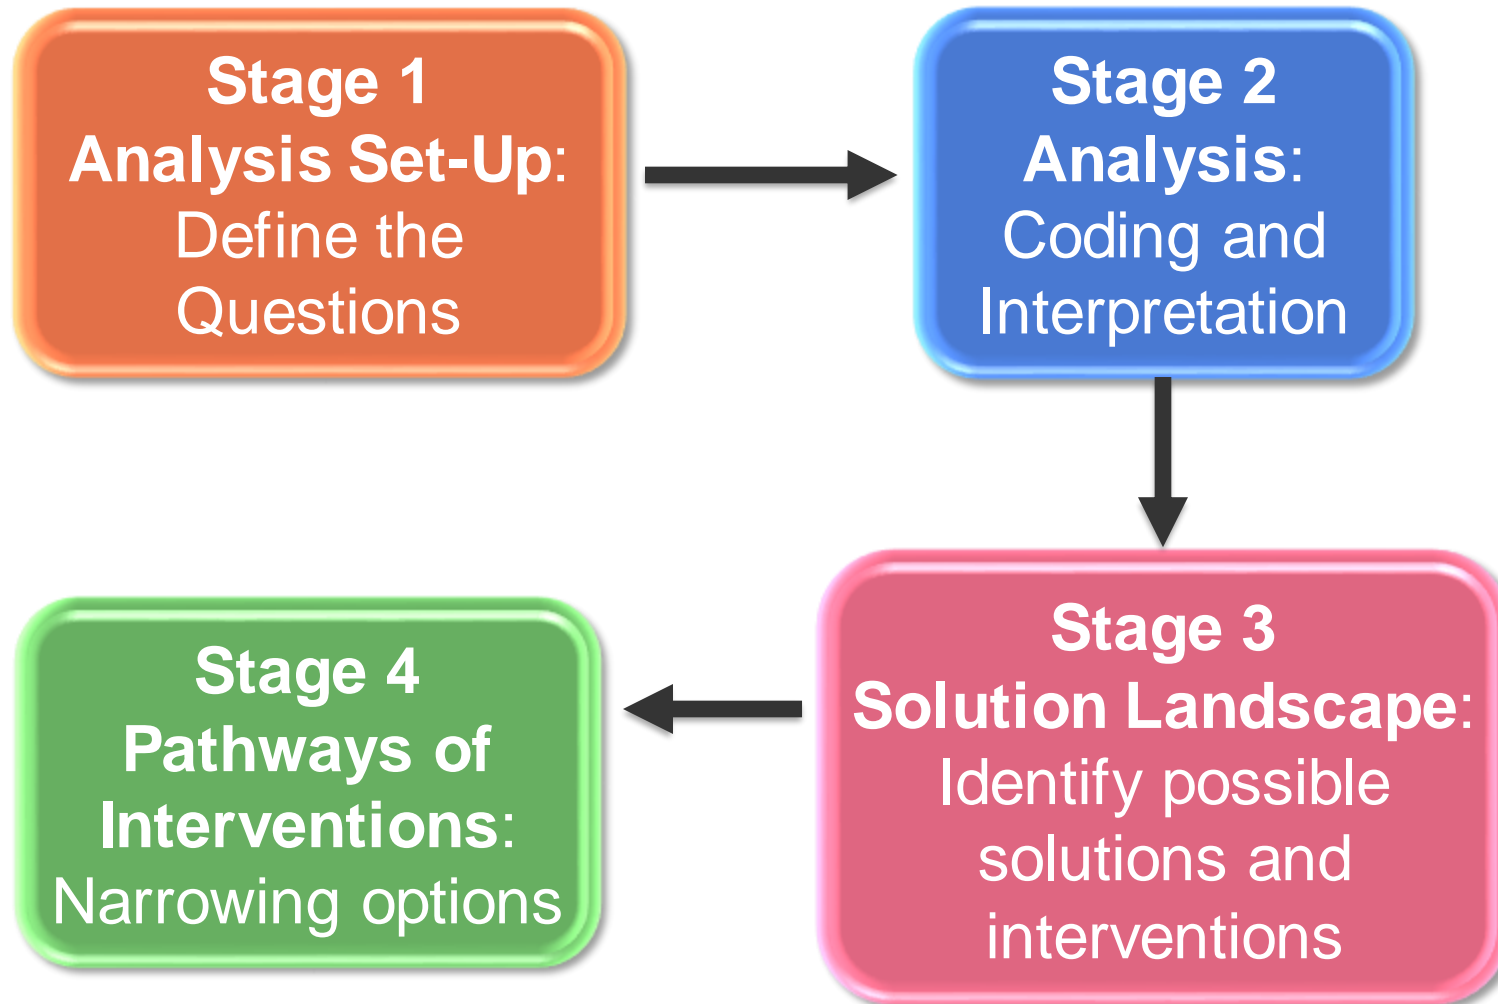 Stage 1
Analysis Set-Up:
Define the
Questions
Stage 2
Analysis:
Coding and
Interpretation
Stage 3
Solution Landscape:
Identify possible
solutions and
interventions
Stage 4
Pathways of
Interventions:
Narrowing options